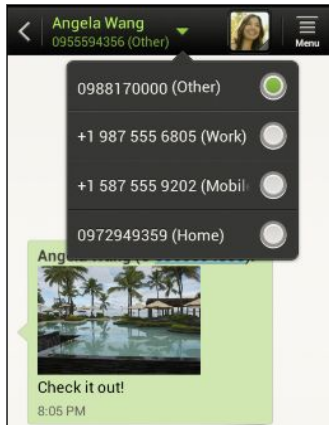 Angela Wang
0955594356 (Other)
Menu
0988170000 (Other)
+1 987 555 6805 (Work)
+1 587 555 9202 (Mobil
0972949359 (Home)
Check it out!
8:05 PM